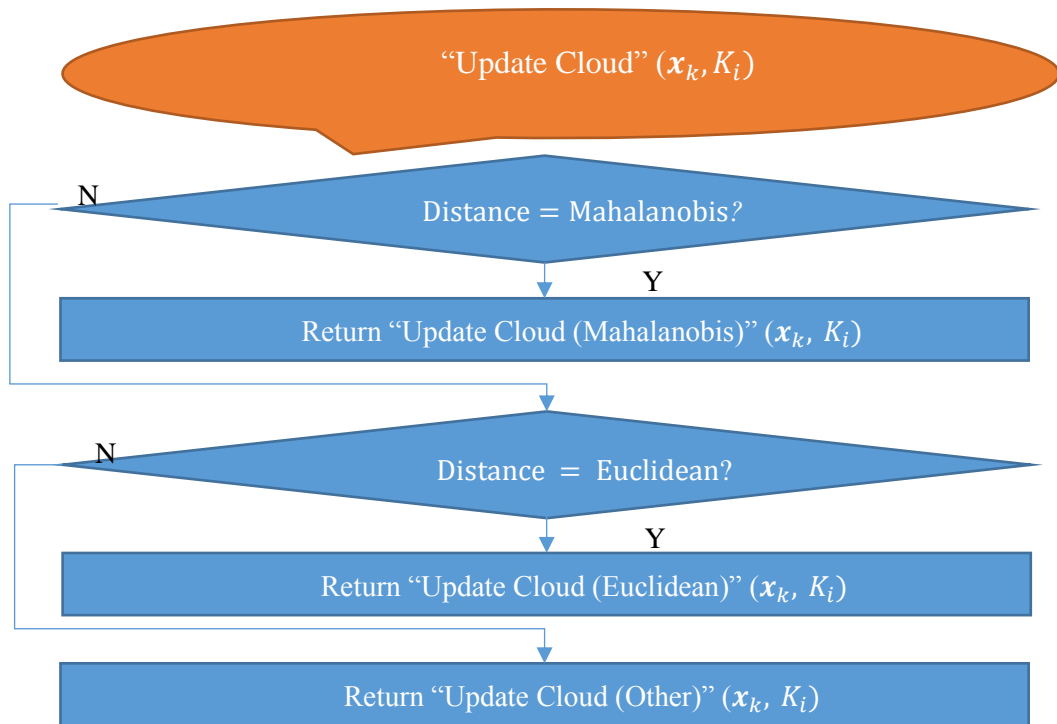 “Update Cloud” (𝒙ₖ, 𝐾ᵢ)
N
Distance = Mahalanobis?
Y
Return “Update Cloud (Mahalanobis)” (𝒙ₖ, 𝐾ᵢ)
N
Distance = Euclidean?
Y
Return “Update Cloud (Euclidean)” (𝒙ₖ, 𝐾ᵢ)
Return “Update Cloud (Other)” (𝒙ₖ, 𝐾ᵢ)